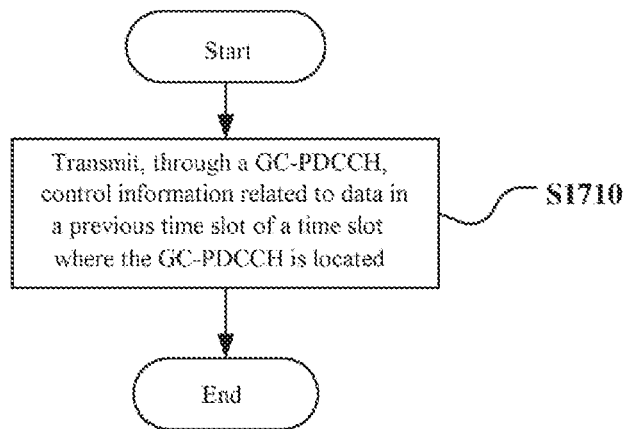 Start
Transmit, through a GC-PDCCH,
control information related to data in
a previous time slot of a time slot
where the GC-PDCCH is located
S1710
End